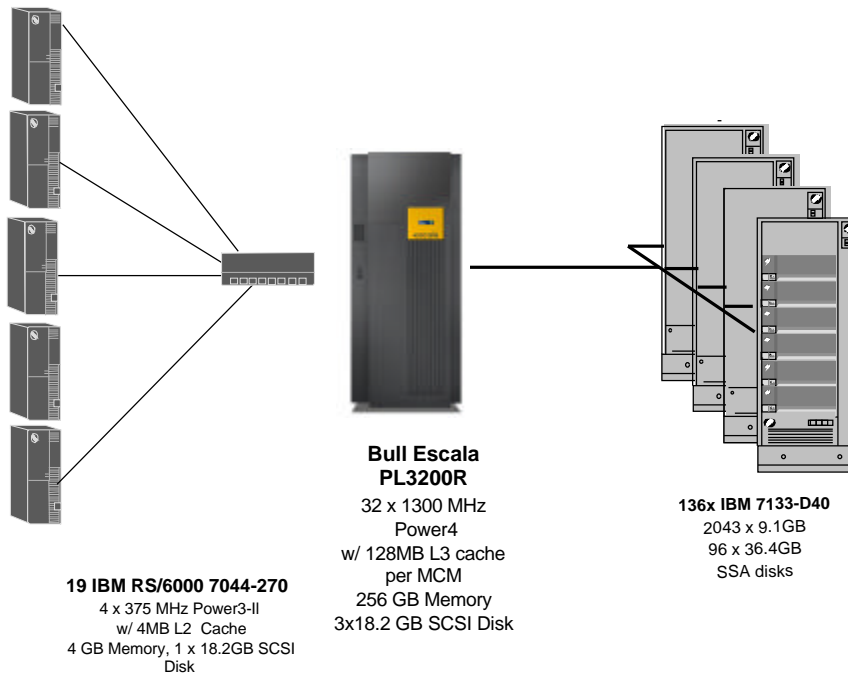 19 IBM RS/6000 7044-270
4 x 375 MHz Power3-II
w/ 4MB L2 Cache
4 GB Memory, 1 x 18.2GB SCSI
Disk
Bull Escala
PL3200R
32 x 1300 MHz
Power4
w/ 128MB L3 cache
per MCM
256 GB Memory
3x18.2 GB SCSI Disk
136x IBM 7133-D40
2043 x 9.1GB
96 x 36.4GB
SSA disks